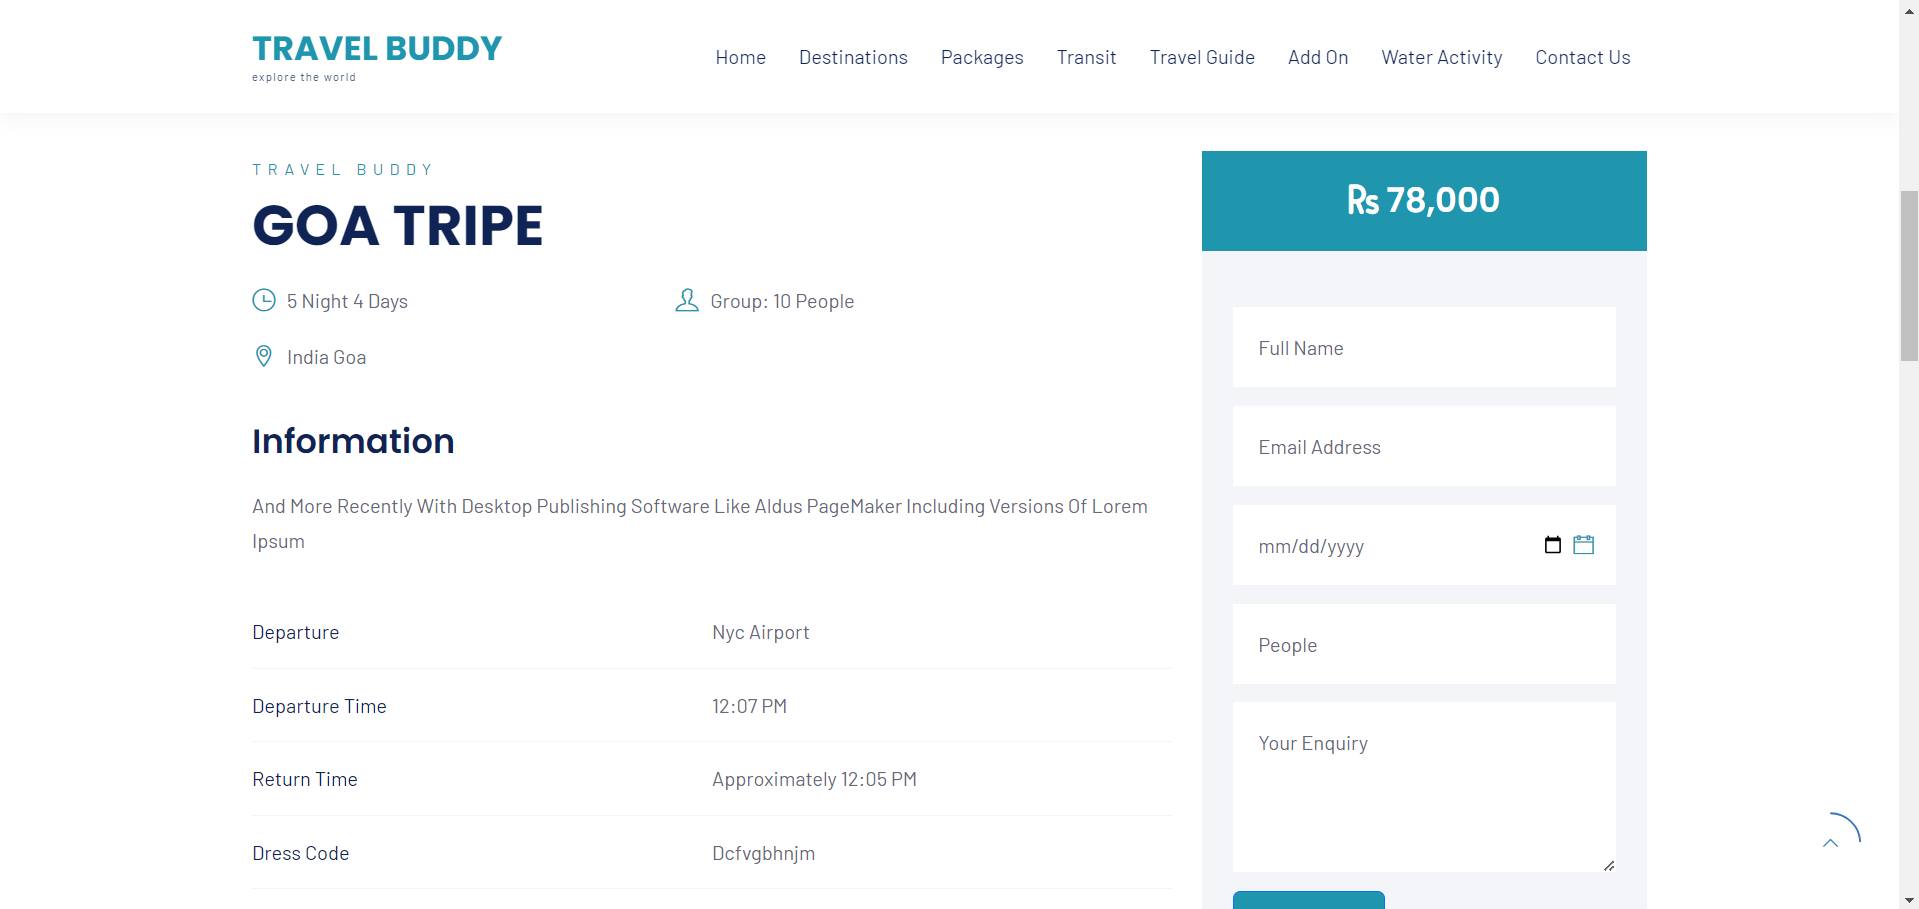 TRAVEL BUDDY
explore the world
Home Destinations Packages Transit Travel Guide Add On Water Activity Contact Us
TRAVEL BUDDY
GOA TRIPE
5 Night 4 Days
Group: 10 People
India Goa
Information
And More Recently With Desktop Publishing Software Like Aldus PageMaker Including Versions Of Lorem
Ipsum
Departure Nyc Airport
Departure Time 12:07 PM
Return Time Approximately 12:05 PM
Dress Code Dcfvgbhnjm
₨ 78,000
Full Name
Email Address
mm/dd/yyyy
People
Your Enquiry